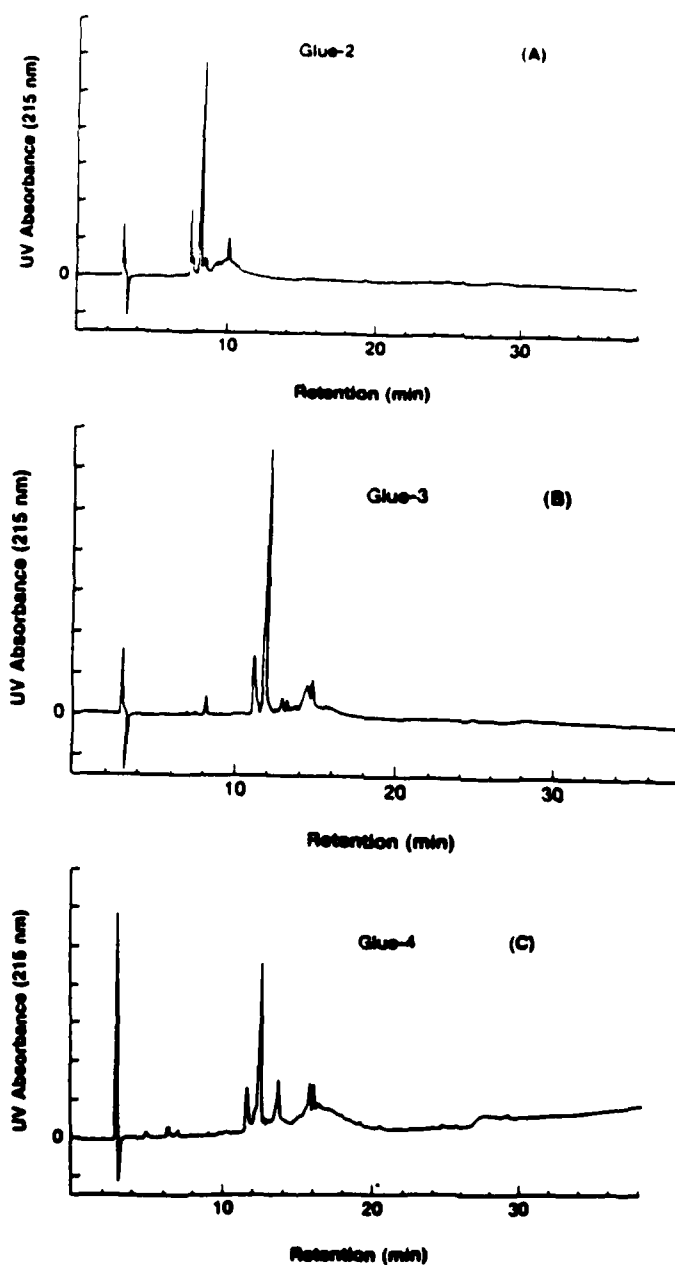 Glue-2 (A)
UV Absorbance (215 nm)
0
10 20 30
Retention (min)
Glue-3 (B)
UV Absorbance (215 nm)
0
10 20 30
Retention (min)
Glue-4 (C)
UV Absorbance (215 nm)
0
10 20 30
Retention (min)